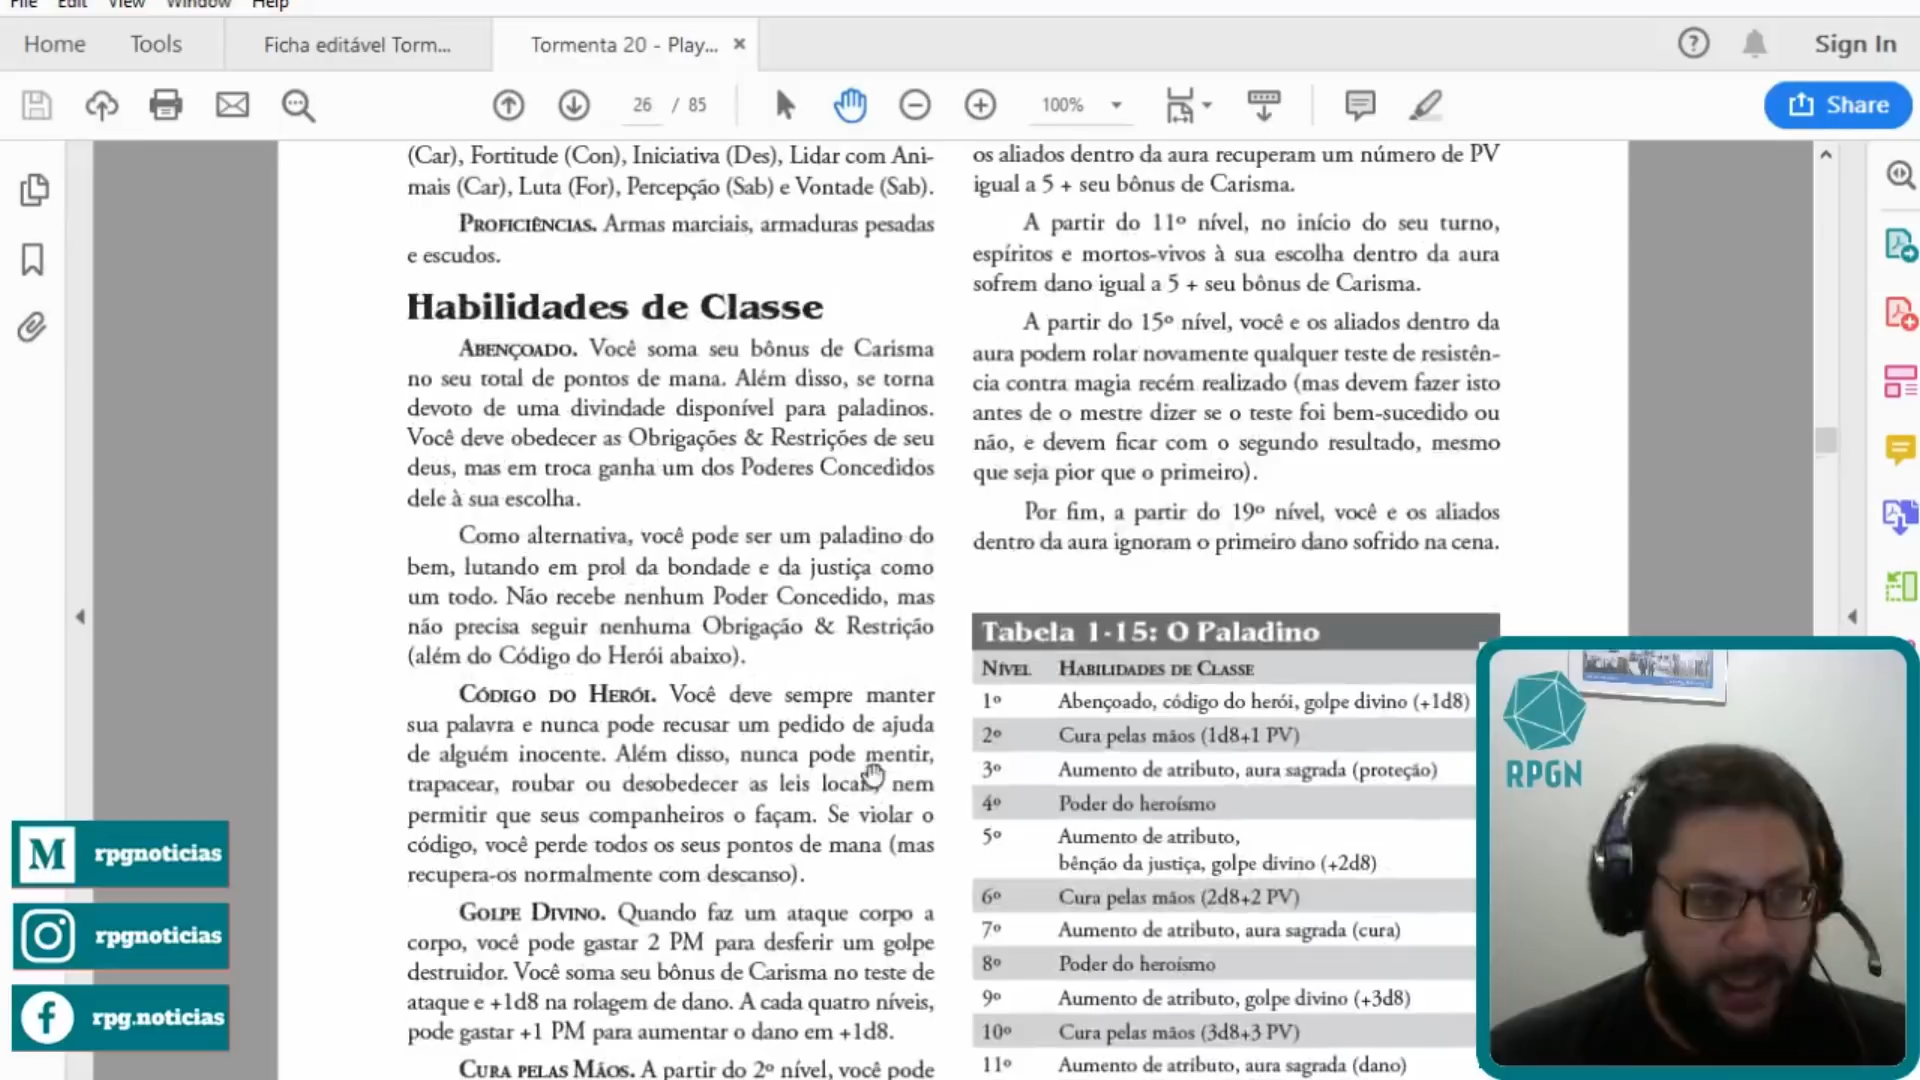 File Edit View Window Help
Home Tools Ficha editável Torm... Tormenta 20 - Play... × Sign In
26 / 85 100% Share
(Car), Fortitude (Con), Iniciativa (Des), Lidar com Ani-
mais (Car), Luta (For), Percepção (Sab) e Vontade (Sab).
Proficiências. Armas marciais, armaduras pesadas
e escudos.
Habilidades de Classe
Abençoado. Você soma seu bônus de Carisma
no seu total de pontos de mana. Além disso, se torna
devoto de uma divindade disponível para paladinos.
Você deve obedecer as Obrigações & Restrições de seu
deus, mas em troca ganha um dos Poderes Concedidos
dele à sua escolha.
Como alternativa, você pode ser um paladino do
bem, lutando em prol da bondade e da justiça como
um todo. Não recebe nenhum Poder Concedido, mas
não precisa seguir nenhuma Obrigação & Restrição
(além do Código do Herói abaixo).
Código do Herói. Você deve sempre manter
sua palavra e nunca pode recusar um pedido de ajuda
de alguém inocente. Além disso, nunca pode mentir,
trapacear, roubar ou desobedecer as leis locais, nem
permitir que seus companheiros o façam. Se violar o
código, você perde todos os seus pontos de mana (mas
recupera-os normalmente com descanso).
Golpe Divino. Quando faz um ataque corpo a
corpo, você pode gastar 2 PM para desferir um golpe
destruidor. Você soma seu bônus de Carisma no teste de
ataque e +1d8 na rolagem de dano. A cada quatro níveis,
pode gastar +1 PM para aumentar o dano em +1d8.
Cura pelas Mãos. A partir do 2º nível, você pode
os aliados dentro da aura recuperam um número de PV
igual a 5 + seu bônus de Carisma.
A partir do 11º nível, no início do seu turno,
espíritos e mortos-vivos à sua escolha dentro da aura
sofrem dano igual a 5 + seu bônus de Carisma.
A partir do 15º nível, você e os aliados dentro da
aura podem rolar novamente qualquer teste de resistên-
cia contra magia recém realizado (mas devem fazer isto
antes de o mestre dizer se o teste foi bem-sucedido ou
não, e devem ficar com o segundo resultado, mesmo
que seja pior que o primeiro).
Por fim, a partir do 19º nível, você e os aliados
dentro da aura ignoram o primeiro dano sofrido na cena.
Tabela 1-15: O Paladino
Nível Habilidades de Classe
1º Abençoado, código do herói, golpe divino (+1d8)
2º Cura pelas mãos (1d8+1 PV)
3º Aumento de atributo, aura sagrada (proteção)
4º Poder do heroísmo
5º Aumento de atributo,
bênção da justiça, golpe divino (+2d8)
6º Cura pelas mãos (2d8+2 PV)
7º Aumento de atributo, aura sagrada (cura)
8º Poder do heroísmo
9º Aumento de atributo, golpe divino (+3d8)
10º Cura pelas mãos (3d8+3 PV)
11º Aumento de atributo, aura sagrada (dano)
M rpgnoticias
rpgnoticias
f rpg.noticias
RPGN